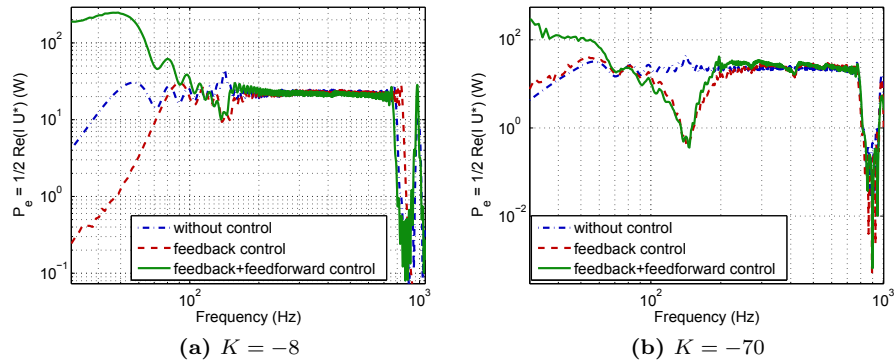 P_e = 1/2 Re(I U*) (W)
10^2
10^1
10^0
10^-1
without control
feedback control
feedback+feedforward control
10^2
10^3
Frequency (Hz)
(a) K = −8
P_e = 1/2 Re(I U*) (W)
10^2
10^0
10^-2
without control
feedback control
feedback+feedforward control
10^2
10^3
Frequency (Hz)
(b) K = −70